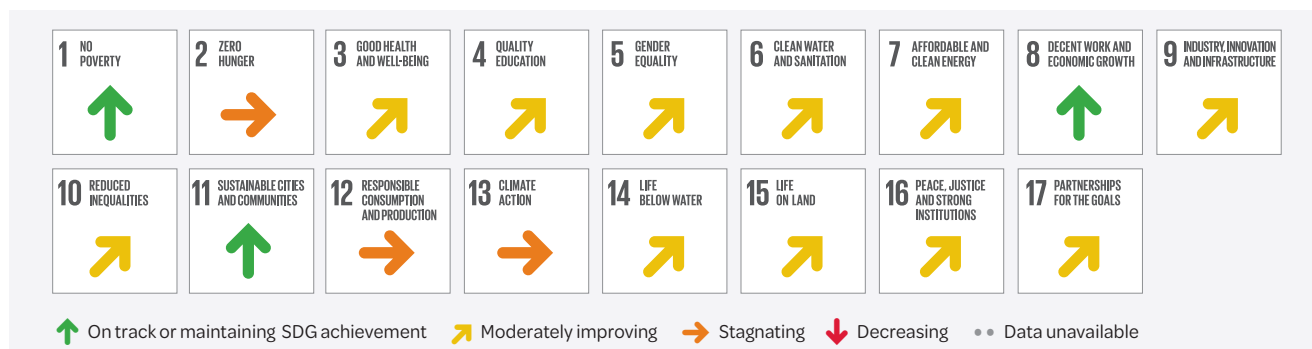 1 NO POVERTY
2 ZERO HUNGER
3 GOOD HEALTH AND WELL-BEING
4 QUALITY EDUCATION
5 GENDER EQUALITY
6 CLEAN WATER AND SANITATION
7 AFFORDABLE AND CLEAN ENERGY
8 DECENT WORK AND ECONOMIC GROWTH
9 INDUSTRY, INNOVATION AND INFRASTRUCTURE
10 REDUCED INEQUALITIES
11 SUSTAINABLE CITIES AND COMMUNITIES
12 RESPONSIBLE CONSUMPTION AND PRODUCTION
13 CLIMATE ACTION
14 LIFE BELOW WATER
15 LIFE ON LAND
16 PEACE, JUSTICE AND STRONG INSTITUTIONS
17 PARTNERSHIPS FOR THE GOALS
On track or maintaining SDG achievement Moderately improving Stagnating Decreasing Data unavailable